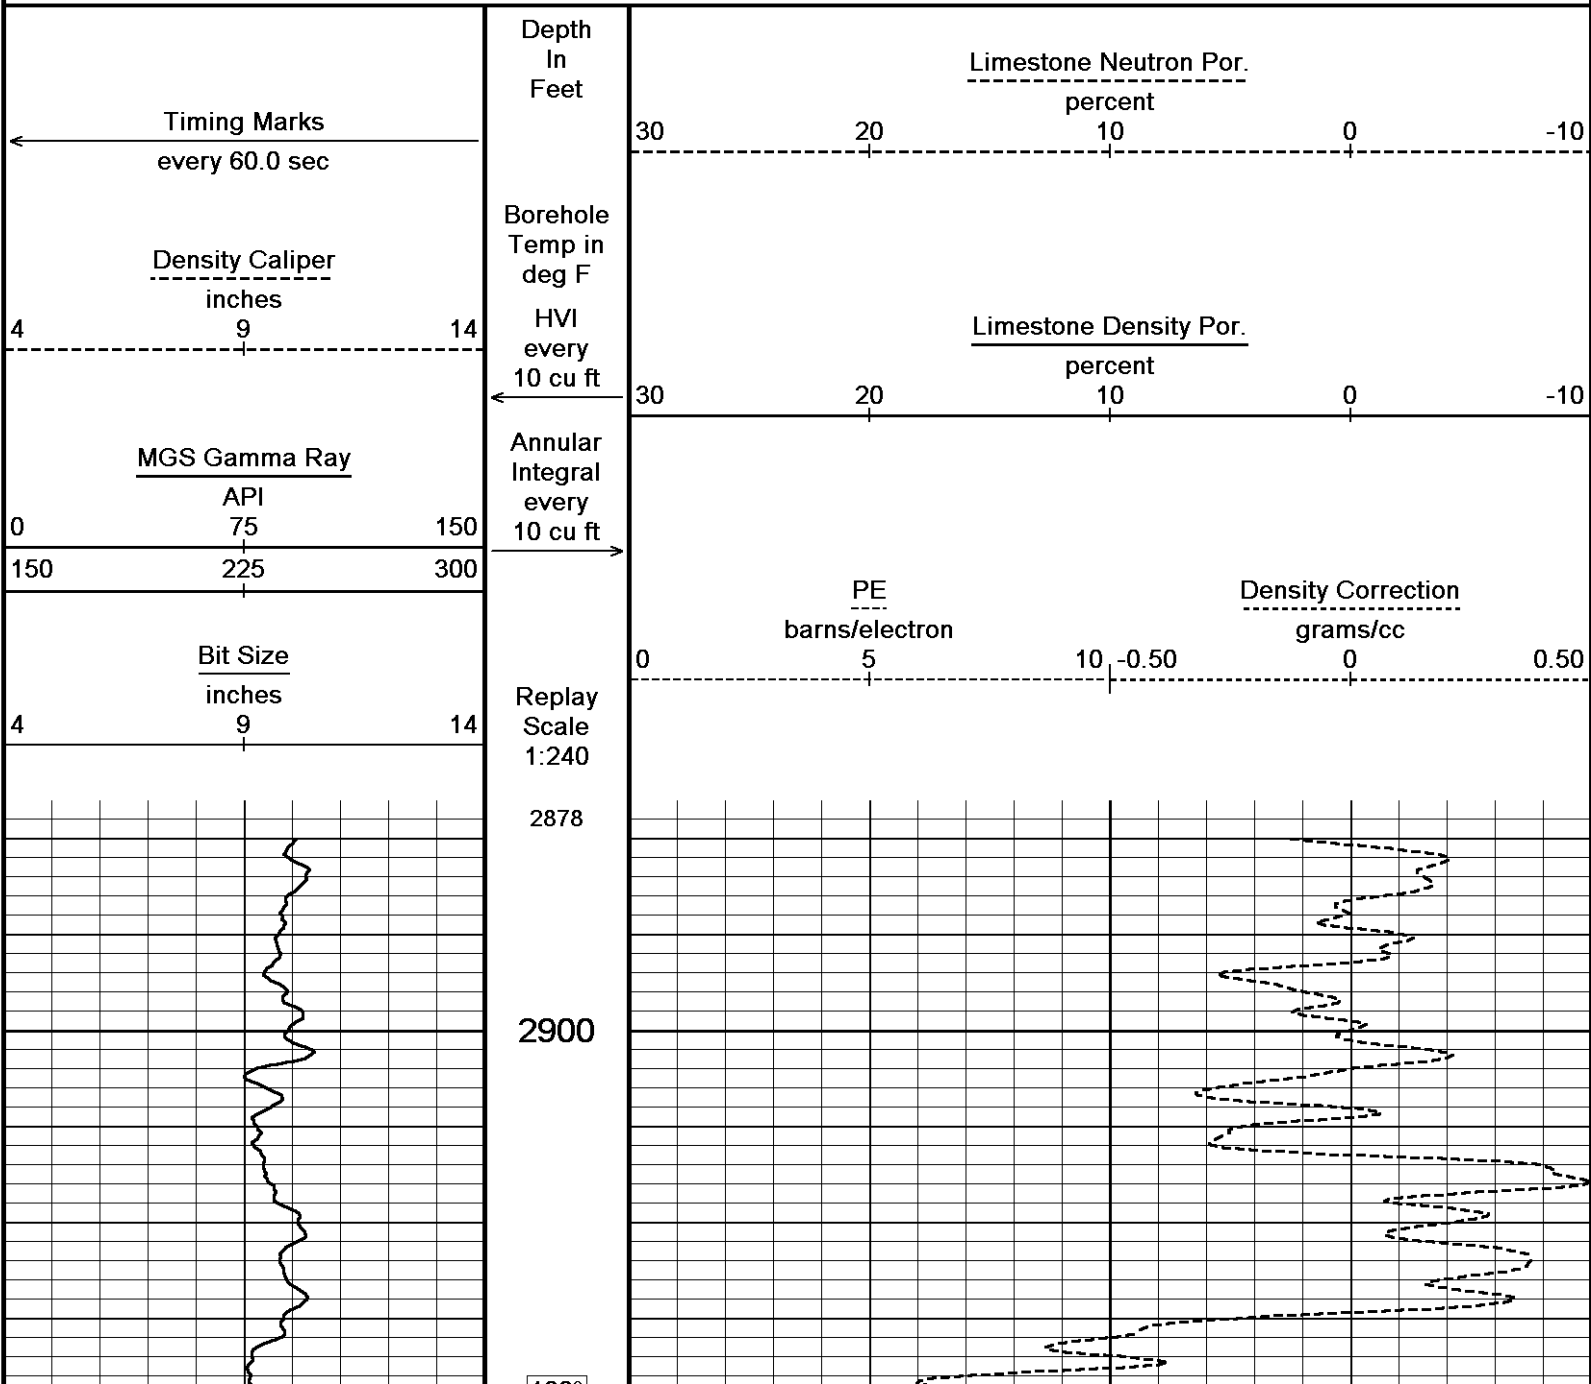 Timing Marks
every 60.0 sec
Density Caliper
inches
4 9 14
MGS Gamma Ray
API
0 75 150
150 225 300
Bit Size
inches
4 9 14
Depth
In
Feet
Borehole
Temp in
deg F
HVI
every
10 cu ft
Annular
Integral
every
10 cu ft
Replay
Scale
1:240
2878
2900
Limestone Neutron Por.
percent
30 20 10 0 -10
Limestone Density Por.
percent
30 20 10 0 -10
PE
barns/electron
0 5 10
Density Correction
grams/cc
-0.50 0 0.50